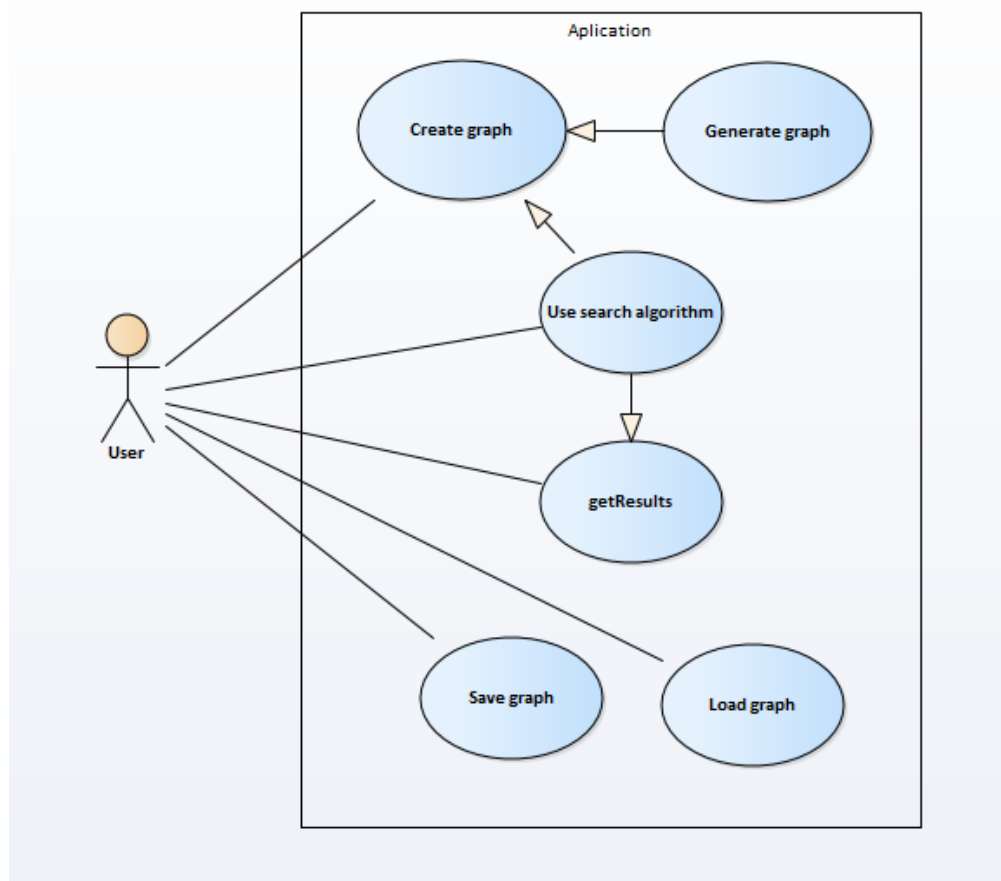 Aplication
Create graph
Generate graph
Use search algorithm
User
getResults
Save graph
Load graph